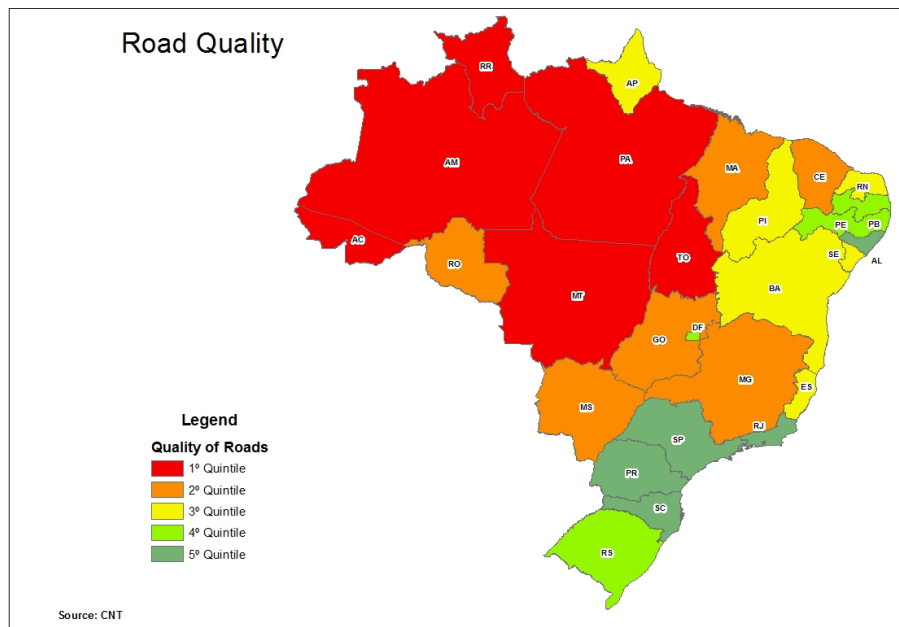 Road Quality
RR
AP
AM
PA
MA
CE
RN
PI
PE
PB
AC
TO
SE
AL
RO
BA
MT
DF
GO
MG
ES
MS
RJ
SP
PR
SC
RS
Legend
Quality of Roads
1º Quintile
2º Quintile
3º Quintile
4º Quintile
5º Quintile
Source: CNT